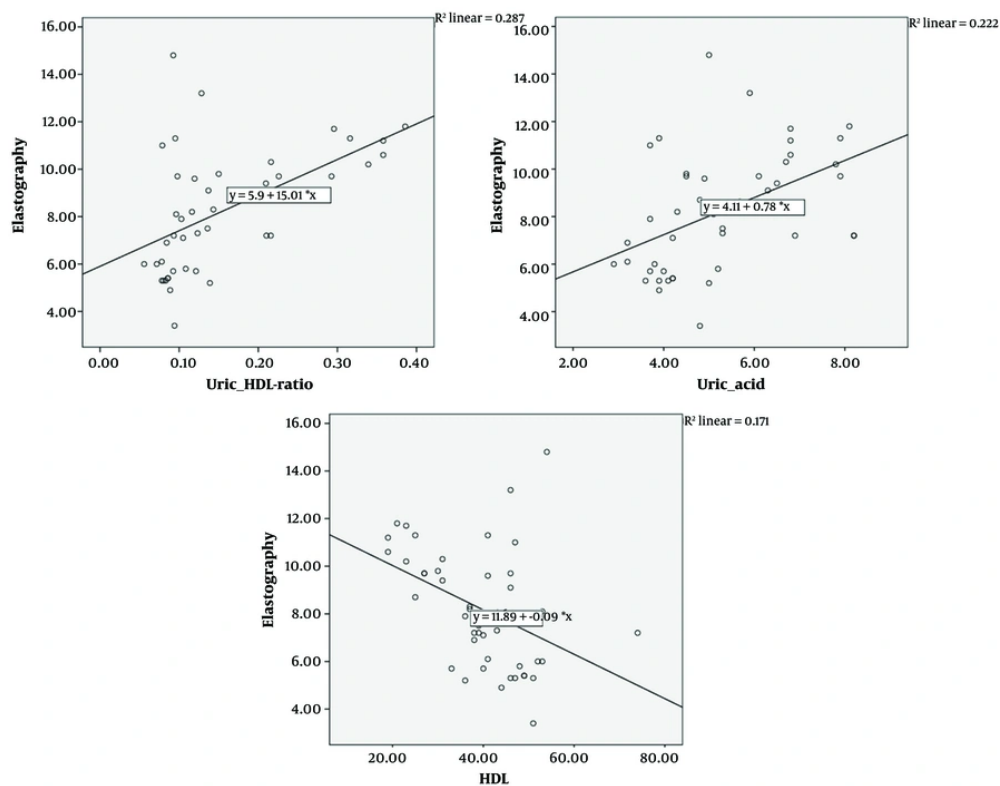 R² linear = 0.287
16.00
14.00
12.00
10.00
8.00
6.00
4.00
Elastography
y = 5.9 + 15.01 *x
0.00 0.10 0.20 0.30 0.40
Uric_HDL-ratio
R² linear = 0.222
16.00
14.00
12.00
10.00
8.00
6.00
4.00
Elastography
y = 4.11 + 0.78 *x
2.00 4.00 6.00 8.00
Uric_acid
R² linear = 0.171
16.00
14.00
12.00
10.00
8.00
6.00
4.00
Elastography
y = 11.89 + -0.09 *x
20.00 40.00 60.00 80.00
HDL